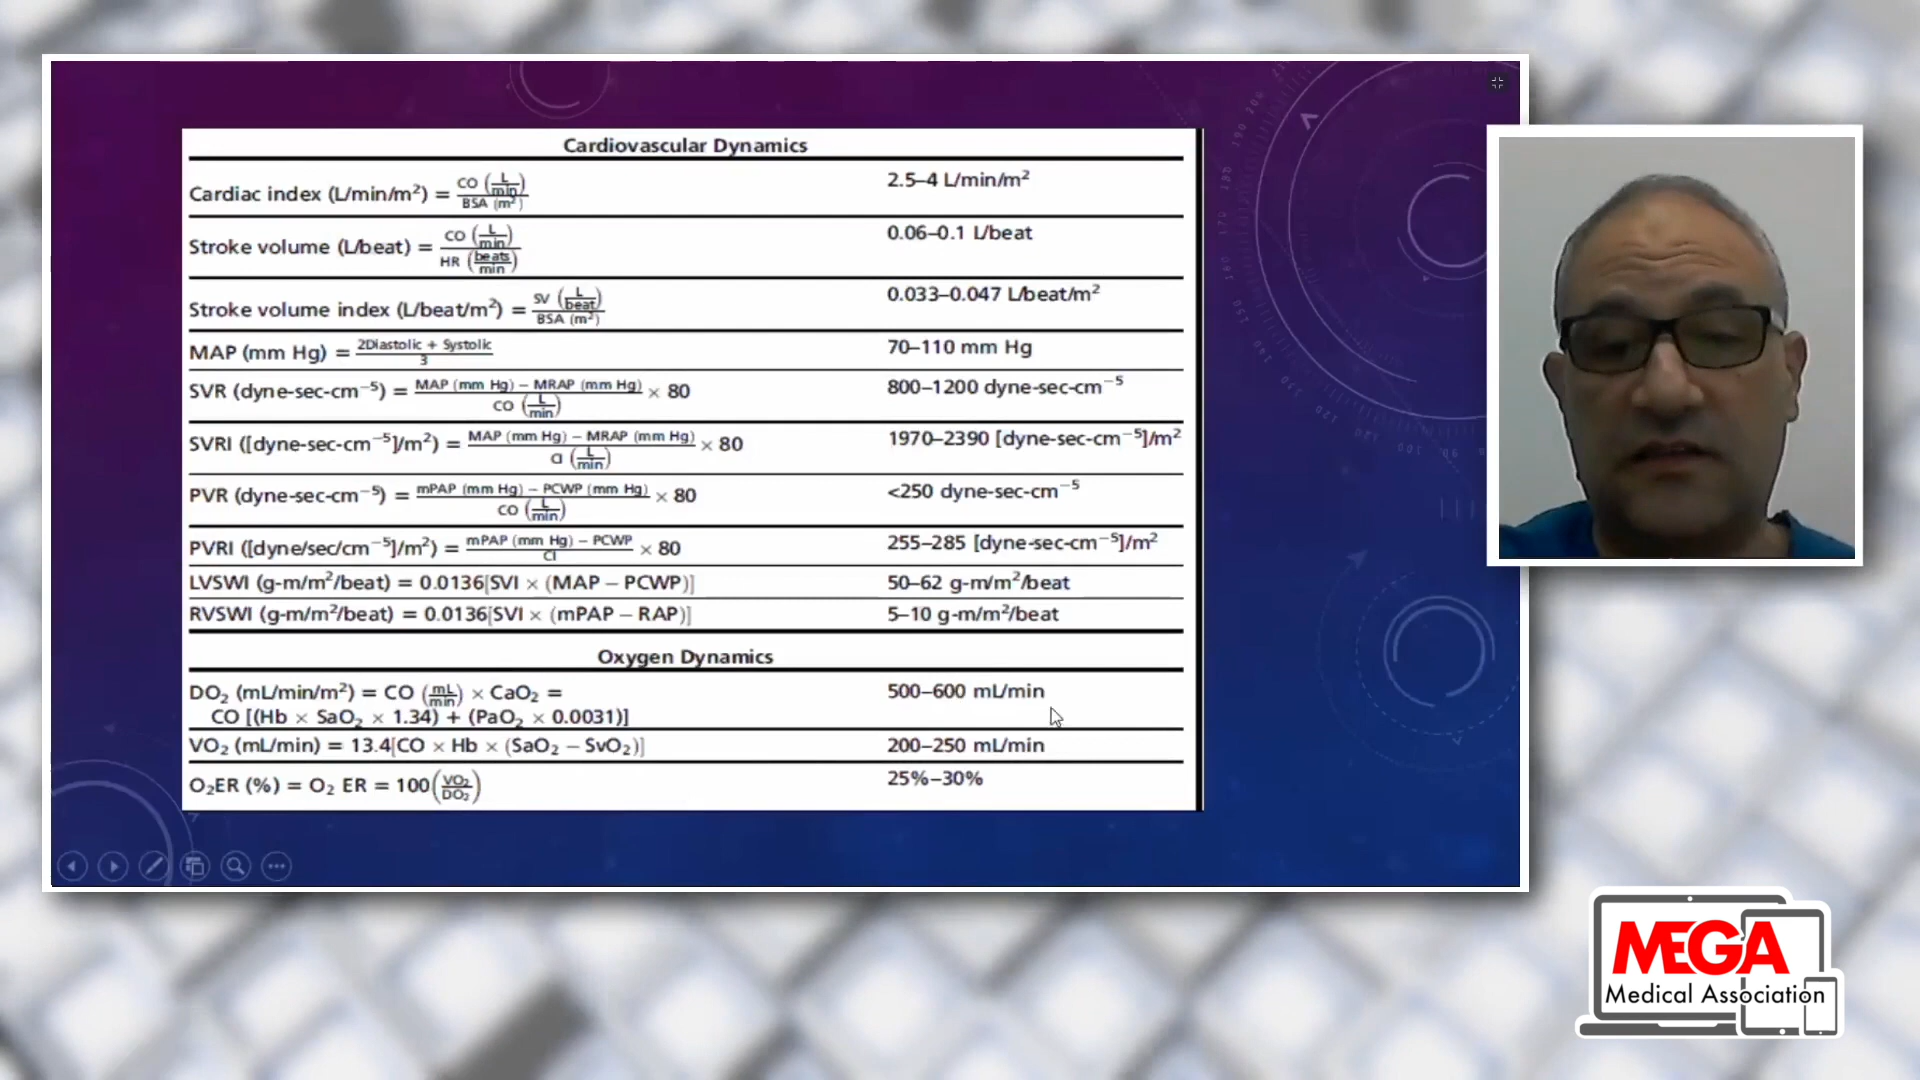 Cardiovascular Dynamics
Cardiac index (L/min/m²) = CO (L/min) / BSA (m²) 2.5–4 L/min/m²
Stroke volume (L/beat) = CO (L/min) / HR (beats/min) 0.06–0.1 L/beat
Stroke volume index (L/beat/m²) = SV (L/beat) / BSA (m²) 0.033–0.047 L/beat/m²
MAP (mm Hg) = 2Diastolic + Systolic / 3 70–110 mm Hg
SVR (dyne-sec-cm⁻⁵) = MAP (mm Hg) − MRAP (mm Hg) / CO (L/min) × 80 800–1200 dyne-sec-cm⁻⁵
SVRI ([dyne-sec-cm⁻⁵]/m²) = MAP (mm Hg) − MRAP (mm Hg) / CI (L/min) × 80 1970–2390 [dyne-sec-cm⁻⁵]/m²
PVR (dyne-sec-cm⁻⁵) = mPAP (mm Hg) − PCWP (mm Hg) / CO (L/min) × 80 <250 dyne-sec-cm⁻⁵
PVRI ([dyne/sec/cm⁻⁵]/m²) = mPAP (mm Hg) − PCWP / CI × 80 255–285 [dyne-sec-cm⁻⁵]/m²
LVSWI (g-m/m²/beat) = 0.0136[SVI × (MAP − PCWP)] 50–62 g-m/m²/beat
RVSWI (g-m/m²/beat) = 0.0136[SVI × (mPAP − RAP)] 5–10 g-m/m²/beat
Oxygen Dynamics
DO₂ (mL/min/m²) = CO (mL/min) × CaO₂ = 500–600 mL/min
CO [(Hb × SaO₂ × 1.34) + (PaO₂ × 0.0031)]
VO₂ (mL/min) = 13.4[CO × Hb × (SaO₂ − SvO₂)] 200–250 mL/min
O₂ER (%) = O₂ ER = 100(VO₂/DO₂) 25%–30%
MEGA
Medical Association